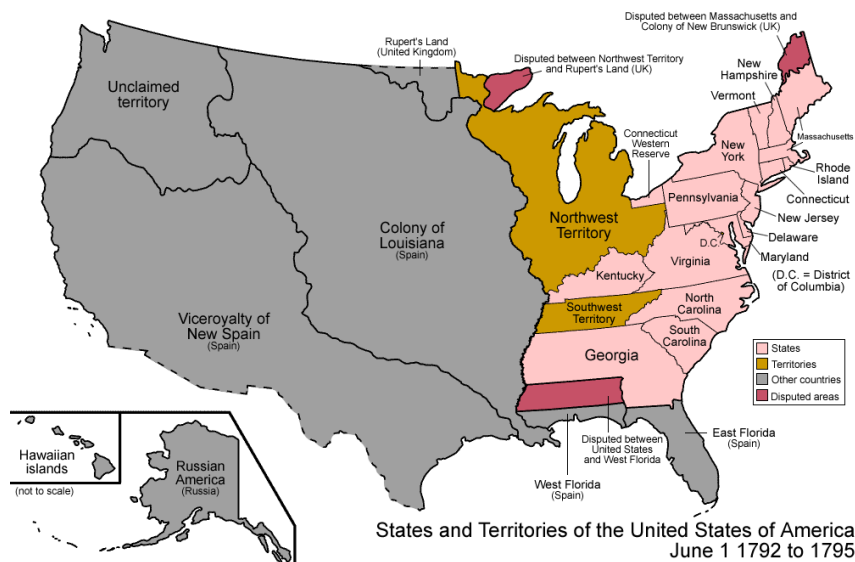 Disputed between Massachusetts and
Colony of New Brunswick (UK)
Rupert's Land
(United Kingdom)
Disputed between Northwest Territory
and Rupert's Land (UK)
New
Hampshire
Vermont
Unclaimed
territory
Connecticut
Western
Reserve
Massachusetts
New
York
Rhode
Island
Connecticut
Pennsylvania
New Jersey
Northwest
Territory
Colony
of Louisiana
(Spain)
Delaware
D.C.
Maryland
Virginia
(D.C. = District
of Columbia)
Kentucky
Southwest
Territory
North
Carolina
Viceroyalty of
New Spain
(Spain)
South
Carolina
Georgia
States
Territories
Other countries
Disputed areas
East Florida
(Spain)
Disputed between
United States
and West Florida
West Florida
(Spain)
Hawaiian
islands
(not to scale)
Russian
America
(Russia)
States and Territories of the United States of America
June 1 1792 to 1795